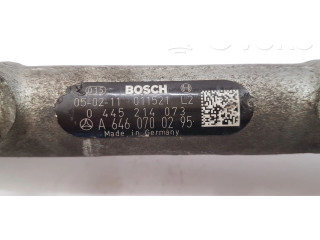 BOSCH
05-02-11 011521 L2
0 445 214 073
A 646 070 02 95
Made in Germany